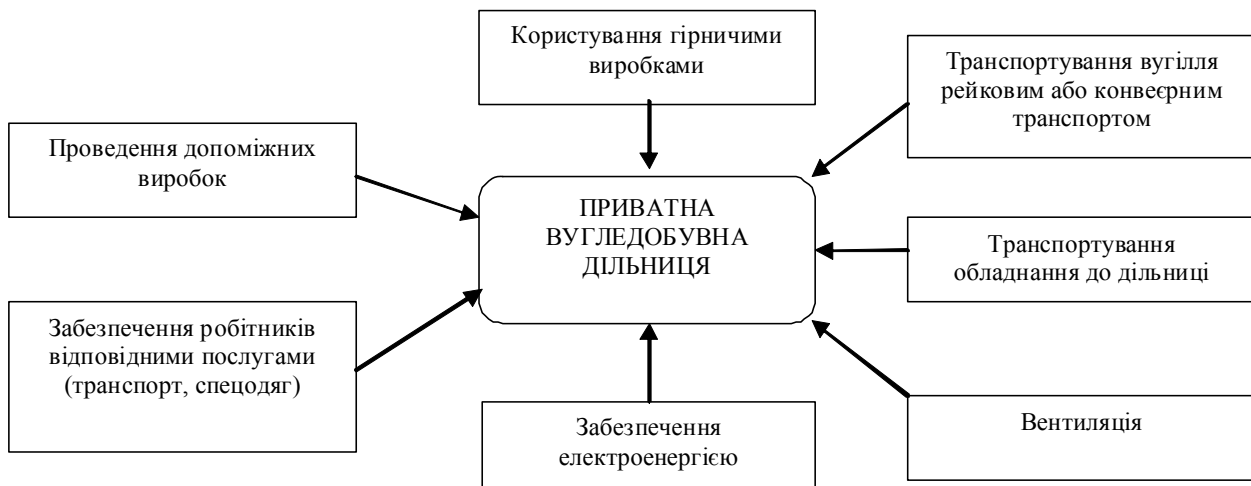 Користування гірничими
виробками
Транспортування вугілля
рейковим або конвеєрним
транспортом
Проведення допоміжних
виробок
ПРИВАТНА
ВУГЛЕДОБУВНА
ДІЛЬНИЦЯ
Транспортування
обладнання до дільниці
Забезпечення робітників
відповідними послугами
(транспорт, спецодяг)
Забезпечення
електроенергією
Вентиляція